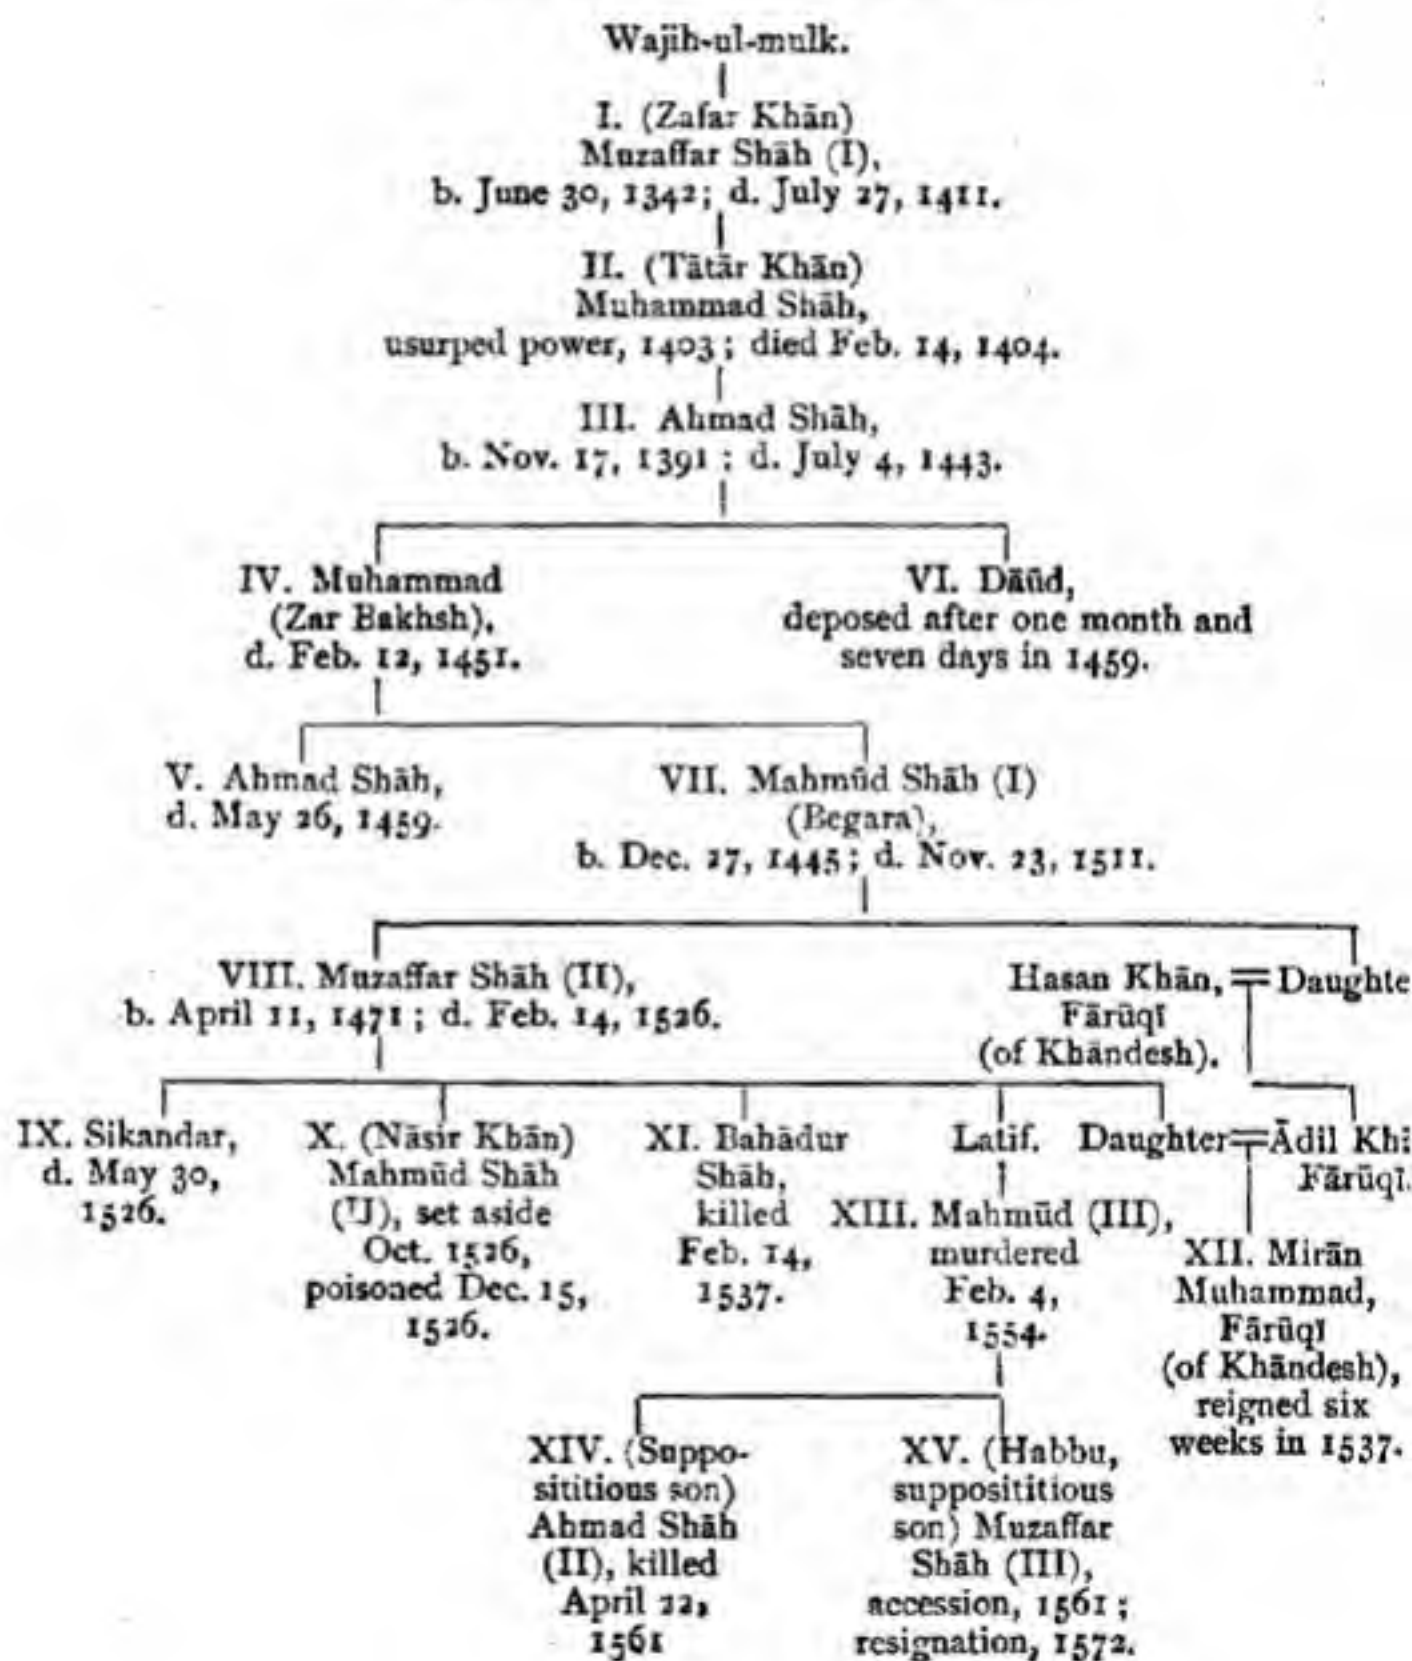 Wajih-ul-mulk.
I. (Zafar Khān)
Muzaffar Shāh (I),
b. June 30, 1342; d. July 27, 1411.
II. (Tātār Khān)
Muhammad Shāh,
usurped power, 1403; died Feb. 14, 1404.
III. Ahmad Shāh,
b. Nov. 17, 1391; d. July 4, 1443.
IV. Muhammad
(Zar Bakhsh),
d. Feb. 12, 1451.
VI. Dāūd,
deposed after one month and
seven days in 1459.
V. Ahmad Shāh,
d. May 26, 1459.
VII. Mahmūd Shāh (I)
(Begara),
b. Dec. 27, 1445; d. Nov. 23, 1511.
VIII. Muzaffar Shāh (II),
b. April 11, 1471; d. Feb. 14, 1526.
Hasan Khān, = Daughte
Fārūqī
(of Khāndesh).
IX. Sikandar,
d. May 30,
1526.
X. (Nāsir Khān)
Mahmūd Shāh
(II), set aside
Oct. 1526,
poisoned Dec. 15,
1526.
XI. Bahādur
Shāh,
killed
Feb. 14,
1537.
Latif.
XIII. Mahmūd (III),
murdered
Feb. 4,
1554.
Daughter = Ādil Khā
Fārūqī.
XII. Mirān
Muhammad,
Fārūqī
(of Khāndesh),
reigned six
weeks in 1537.
XIV. (Suppo-
sititious son)
Ahmad Shāh
(II), killed
April 22,
1561
XV. (Habbu,
supposititious
son) Muzaffar
Shāh (III),
accession, 1561;
resignation, 1572.